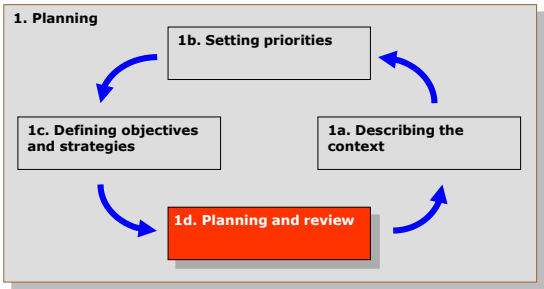 1. Planning
1b. Setting priorities
1c. Defining objectives
and strategies
1a. Describing the
context
1d. Planning and review